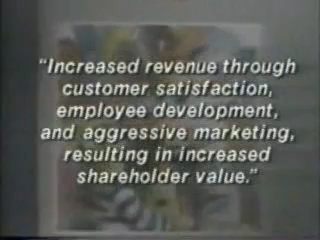 “Increased revenue through
customer satisfaction,
employee development,
and aggressive marketing,
resulting in increased
shareholder value.”